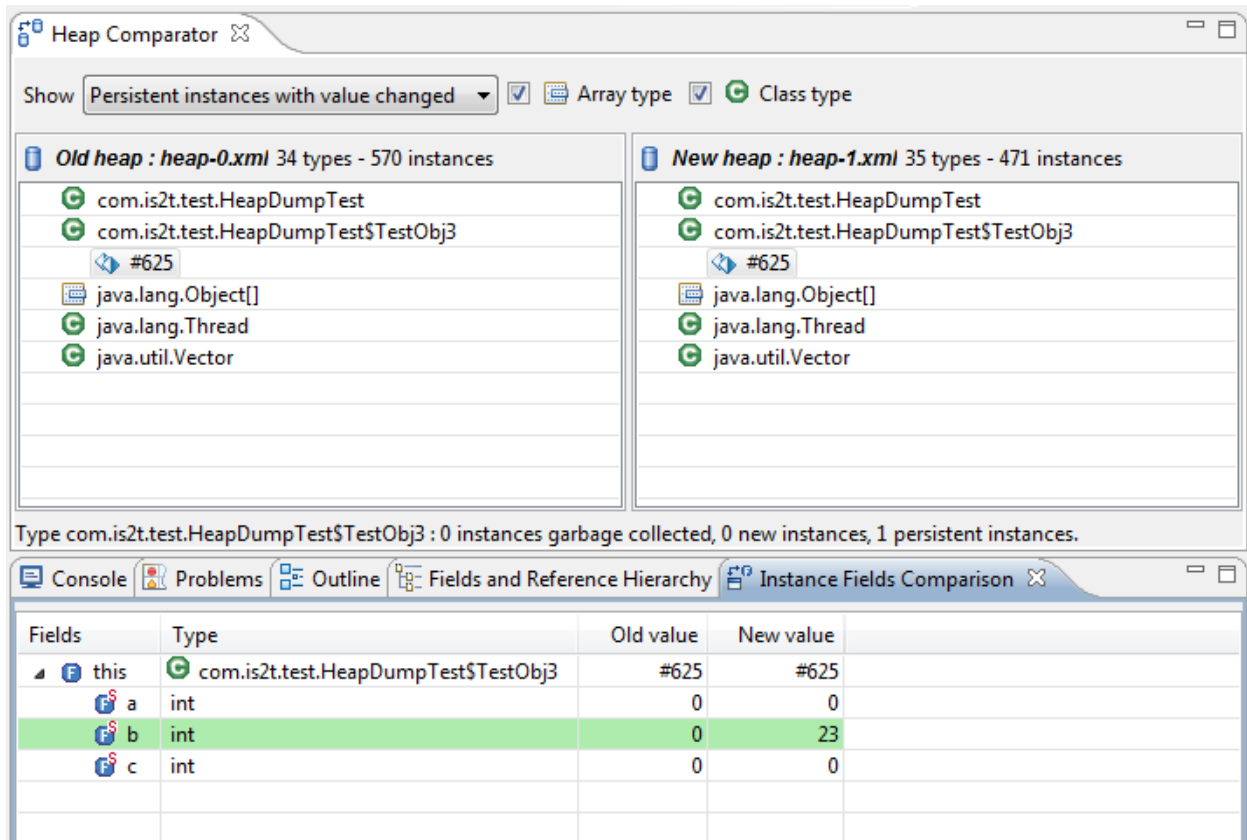 Heap Comparator
Show Persistent instances with value changed Array type Class type
Old heap : heap-0.xml 34 types - 570 instances
com.is2t.test.HeapDumpTest
com.is2t.test.HeapDumpTest$TestObj3
#625
java.lang.Object[]
java.lang.Thread
java.util.Vector
New heap : heap-1.xml 35 types - 471 instances
com.is2t.test.HeapDumpTest
com.is2t.test.HeapDumpTest$TestObj3
#625
java.lang.Object[]
java.lang.Thread
java.util.Vector
Type com.is2t.test.HeapDumpTest$TestObj3 : 0 instances garbage collected, 0 new instances, 1 persistent instances.
Console Problems Outline Fields and Reference Hierarchy Instance Fields Comparison
Fields Type Old value New value
this com.is2t.test.HeapDumpTest$TestObj3 #625 #625
a int 0 0
b int 0 23
c int 0 0